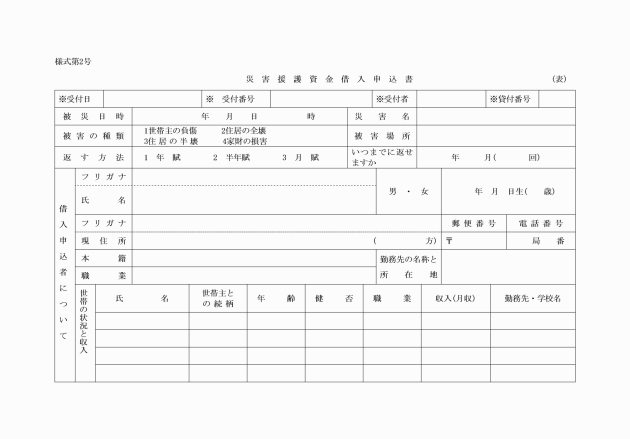 様式第2号
災害援護資金借入申込書 (表)
※受付日 ※ 受付番号 ※受付者 ※貸付番号
被災日時 年 月 日 時 災害名
被害の種類 1世帯主の負傷 2住居の全壊 被害場所
3住居の半壊 4家財の損害
返す方法 1 年賦 2 半年賦 3 月賦 いつまでに返せ 年 月( 回)
ますか
借入申込者について
フリガナ
氏名 男・女 年 月 日生( 歳)
フリガナ 郵便番号 電話番号
現住所 ( 方) 〒 局 番
本籍 勤務先の名称と
職業 所在地
世帯の状況と収入
氏名 世帯主と 年齢 健否 職業 収入(月収) 勤務先・学校名
の続柄